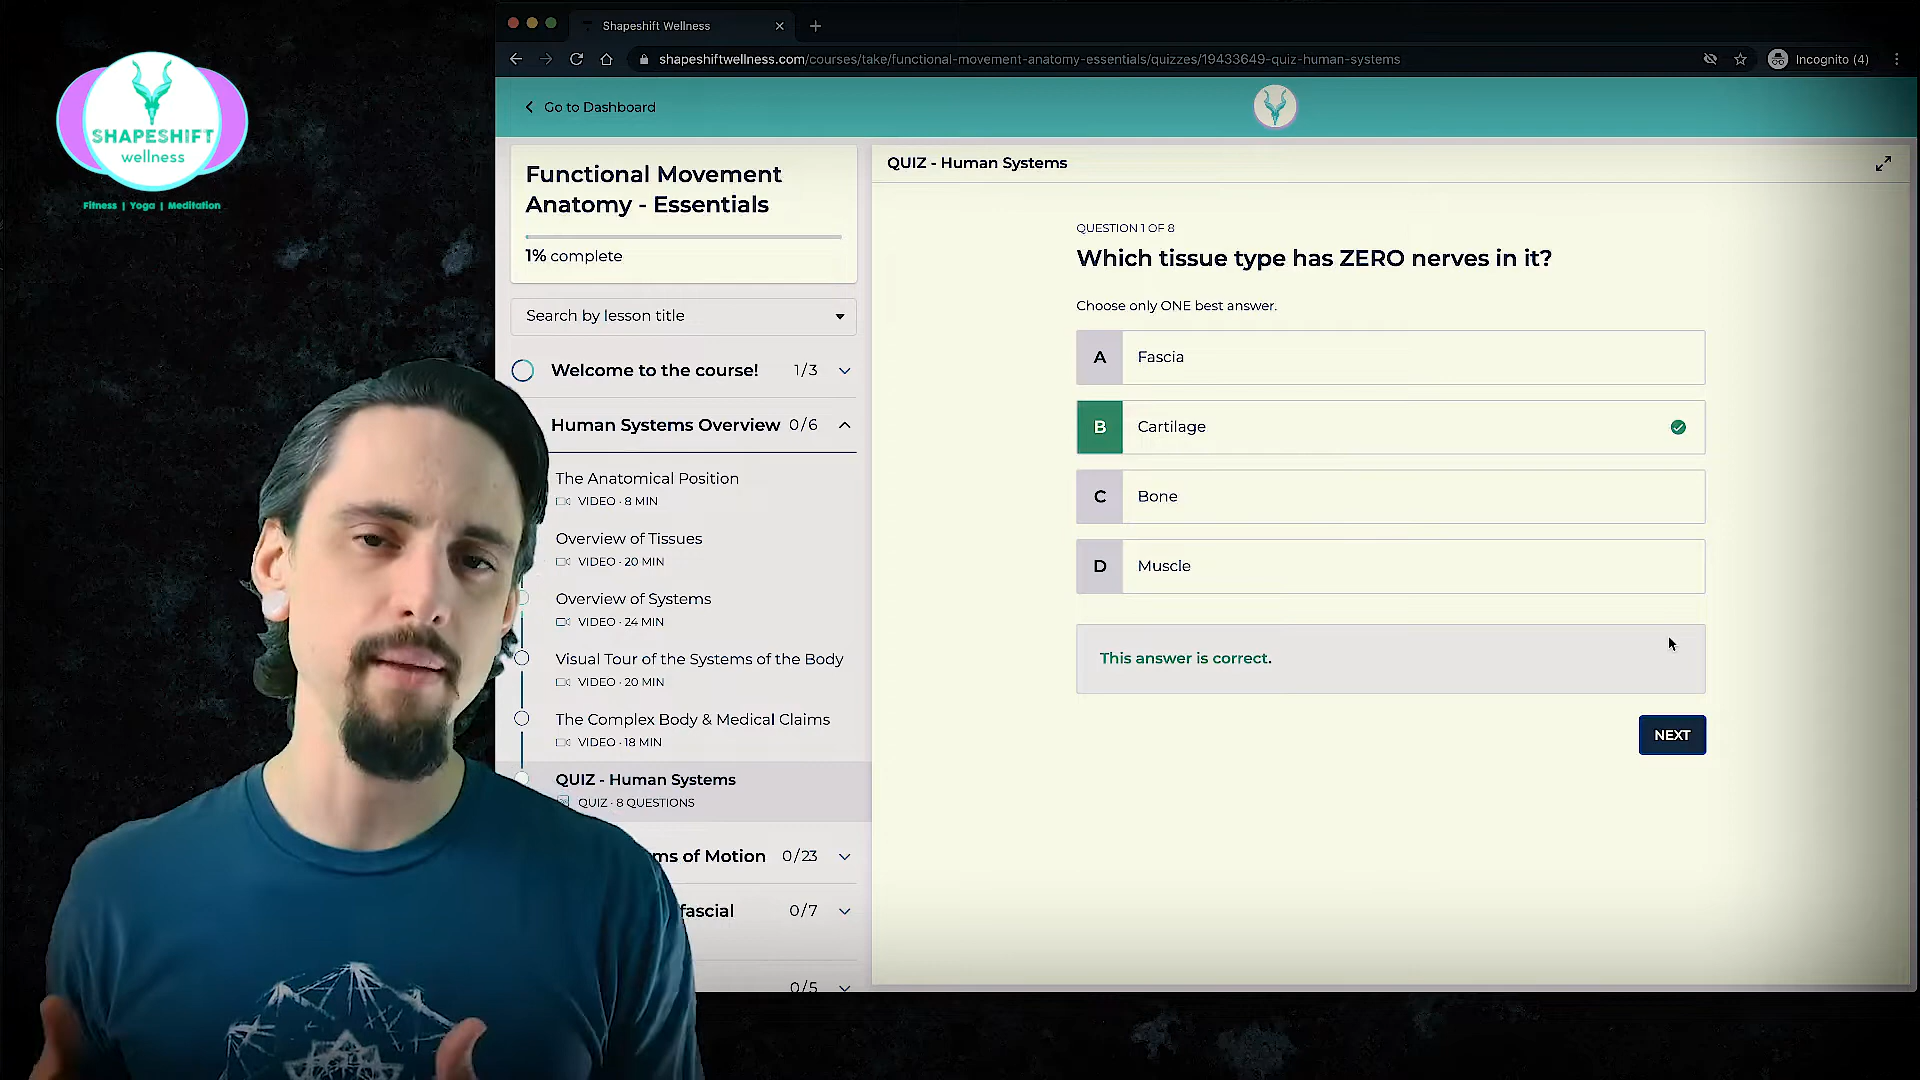 SHAPESHIFT
wellness
Fitness | Yoga | Meditation
Shapeshift Wellness
shapeshiftwellness.com/courses/take/functional-movement-anatomy-essentials/quizzes/19433649-quiz-human-systems
Incognito (4)
Go to Dashboard
Functional Movement
Anatomy - Essentials
1% complete
Search by lesson title
Welcome to the course! 1/3
Human Systems Overview 0/6
The Anatomical Position
VIDEO · 8 MIN
Overview of Tissues
VIDEO · 20 MIN
Overview of Systems
VIDEO · 24 MIN
Visual Tour of the Systems of the Body
VIDEO · 20 MIN
The Complex Body & Medical Claims
VIDEO · 18 MIN
QUIZ - Human Systems
QUIZ · 8 QUESTIONS
ms of Motion 0/23
fascial 0/7
0/5
QUIZ - Human Systems
QUESTION 1 OF 8
Which tissue type has ZERO nerves in it?
Choose only ONE best answer.
A Fascia
B Cartilage
C Bone
D Muscle
This answer is correct.
NEXT